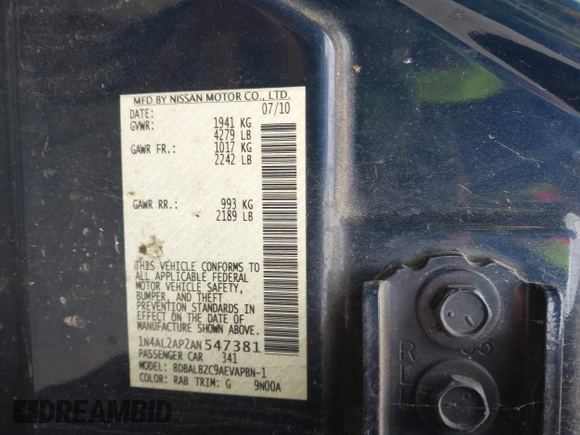 MFD BY NISSAN MOTOR CO., LTD.
DATE: 07/10
GVWR: 1941 KG
4279 LB
GAWR FR.: 1017 KG
2242 LB
GAWR RR.: 993 KG
2189 LB
THIS VEHICLE CONFORMS TO
ALL APPLICABLE FEDERAL
MOTOR VEHICLE SAFETY,
BUMPER, AND THEFT
PREVENTION STANDARDS IN
EFFECT ON THE DATE OF
MANUFACTURE SHOWN ABOVE.
1N4AL2AP2AN547381
PASSENGER CAR 341
MODEL: BDBALB2C9AEVAPBN-1
COLOR: RAB TRIM: G 9N00A
R
L
9
DREAMBID